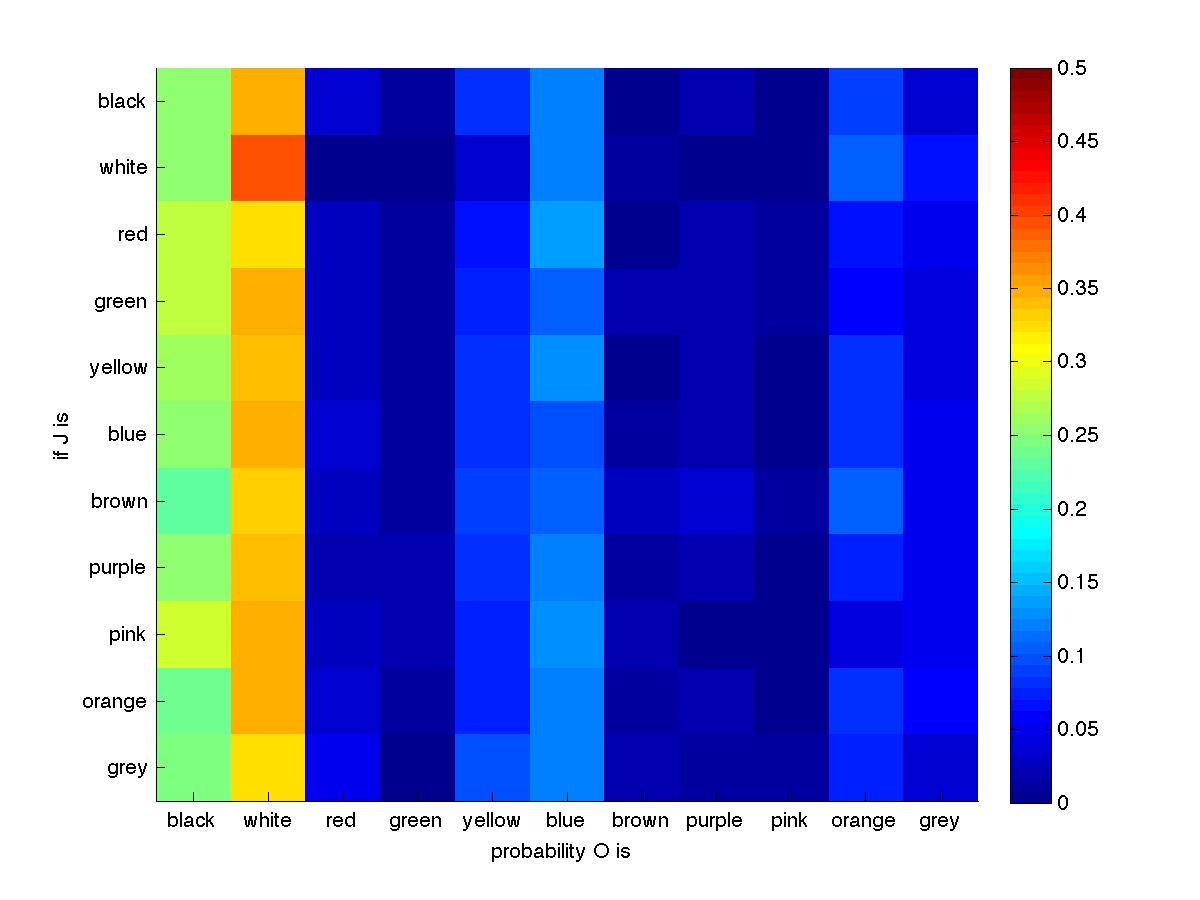 0.5
black
0.45
white
0.4
red
0.35
green
0.3
yellow
0.25
if J is
blue
0.2
brown
0.15
purple
0.1
pink
orange
0.05
grey
0
black white red green yellow blue brown purple pink orange grey
probability O is